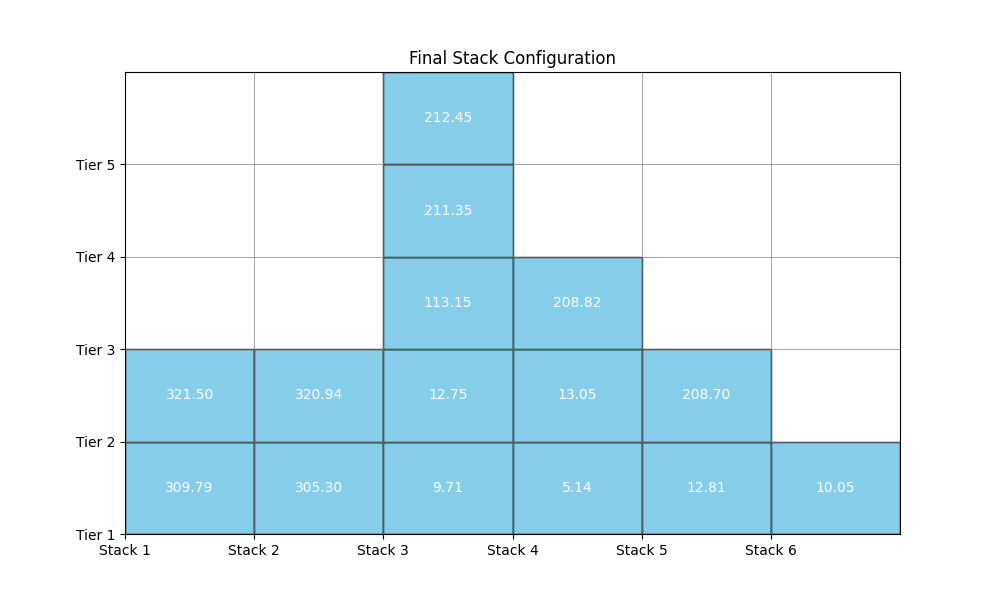 Final Stack Configuration
212.45
Tier 5
211.35
Tier 4
113.15 208.82
Tier 3
321.50 320.94 12.75 13.05 208.70
Tier 2
309.79 305.30 9.71 5.14 12.81 10.05
Tier 1
Stack 1 Stack 2 Stack 3 Stack 4 Stack 5 Stack 6